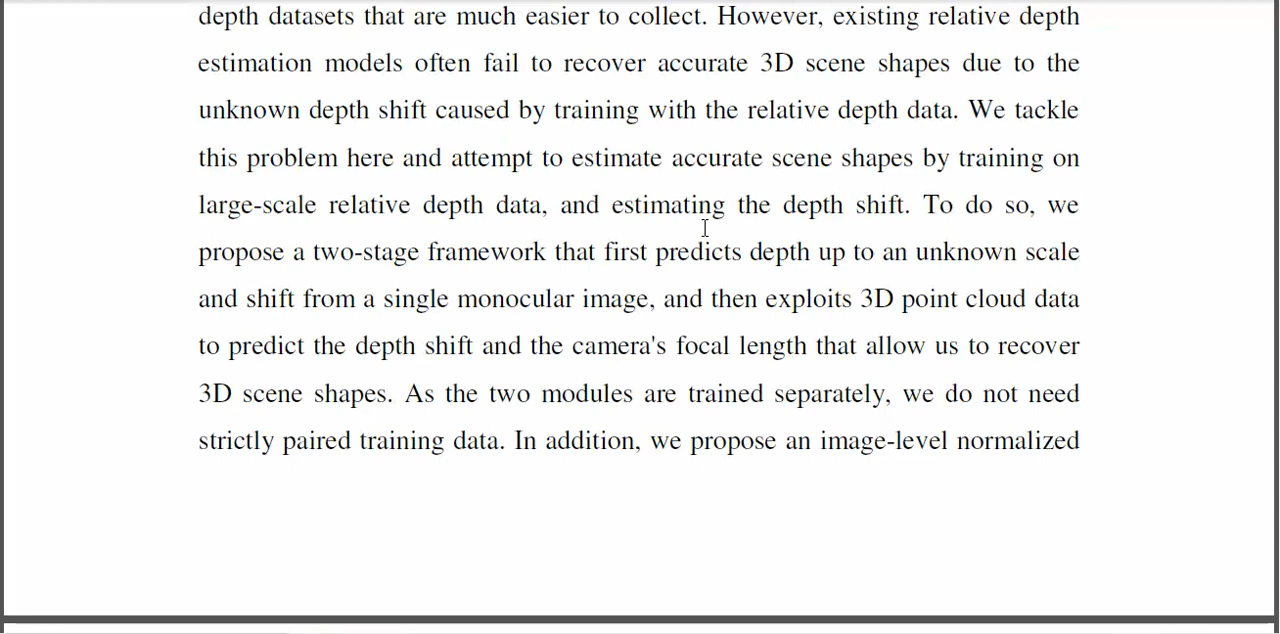 depth datasets that are much easier to collect. However, existing relative depth
estimation models often fail to recover accurate 3D scene shapes due to the
unknown depth shift caused by training with the relative depth data. We tackle
this problem here and attempt to estimate accurate scene shapes by training on
large-scale relative depth data, and estimating the depth shift. To do so, we
propose a two-stage framework that first predicts depth up to an unknown scale
and shift from a single monocular image, and then exploits 3D point cloud data
to predict the depth shift and the camera's focal length that allow us to recover
3D scene shapes. As the two modules are trained separately, we do not need
strictly paired training data. In addition, we propose an image-level normalized